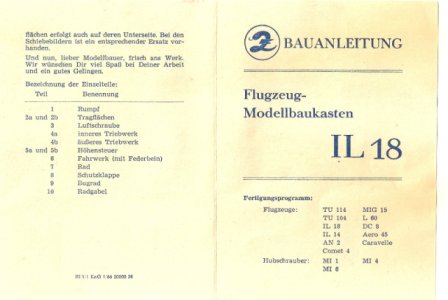 flächen erfolgt auch auf deren Unterseite. Bei den
Schiebebildern ist ein entsprechender Ersatz vor-
handen.
Und nun, lieber Modellbauer, frisch ans Werk.
Wir wünschen Dir viel Spaß bei Deiner Arbeit
und ein gutes Gelingen.
Bezeichnung der Einzelteile:
Teil Benennung
1 Rumpf
2a und 2b Tragflächen
3 Luftschraube
4a inneres Triebwerk
4b äußeres Triebwerk
5a und 5b Höhensteuer
6 Fahrwerk (mit Federbein)
7 Rad
8 Schutzklappe
9 Bugrad
10 Radgabel
BAUANLEITUNG
Flugzeug-
Modellbaukasten
IL 18
Fertigungsprogramm:
Flugzeuge: TU 114 MIG 15
TU 104 L 60
IL 18 DC 8
IL 14 Aero 45
AN 2 Caravelle
Comet 4
Hubschrauber: MI 1 MI 4
MI 6